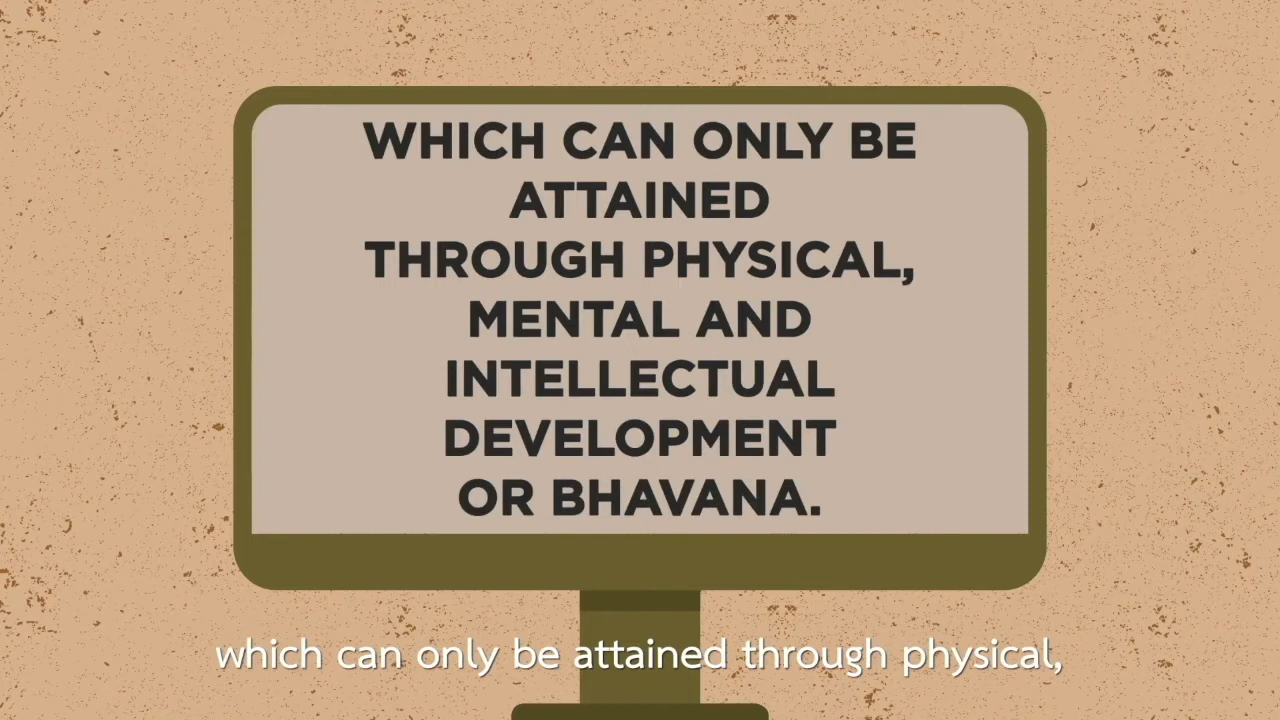 WHICH CAN ONLY BE
ATTAINED
THROUGH PHYSICAL,
MENTAL AND
INTELLECTUAL
DEVELOPMENT
OR BHAVANA.
which can only be attained through physical,